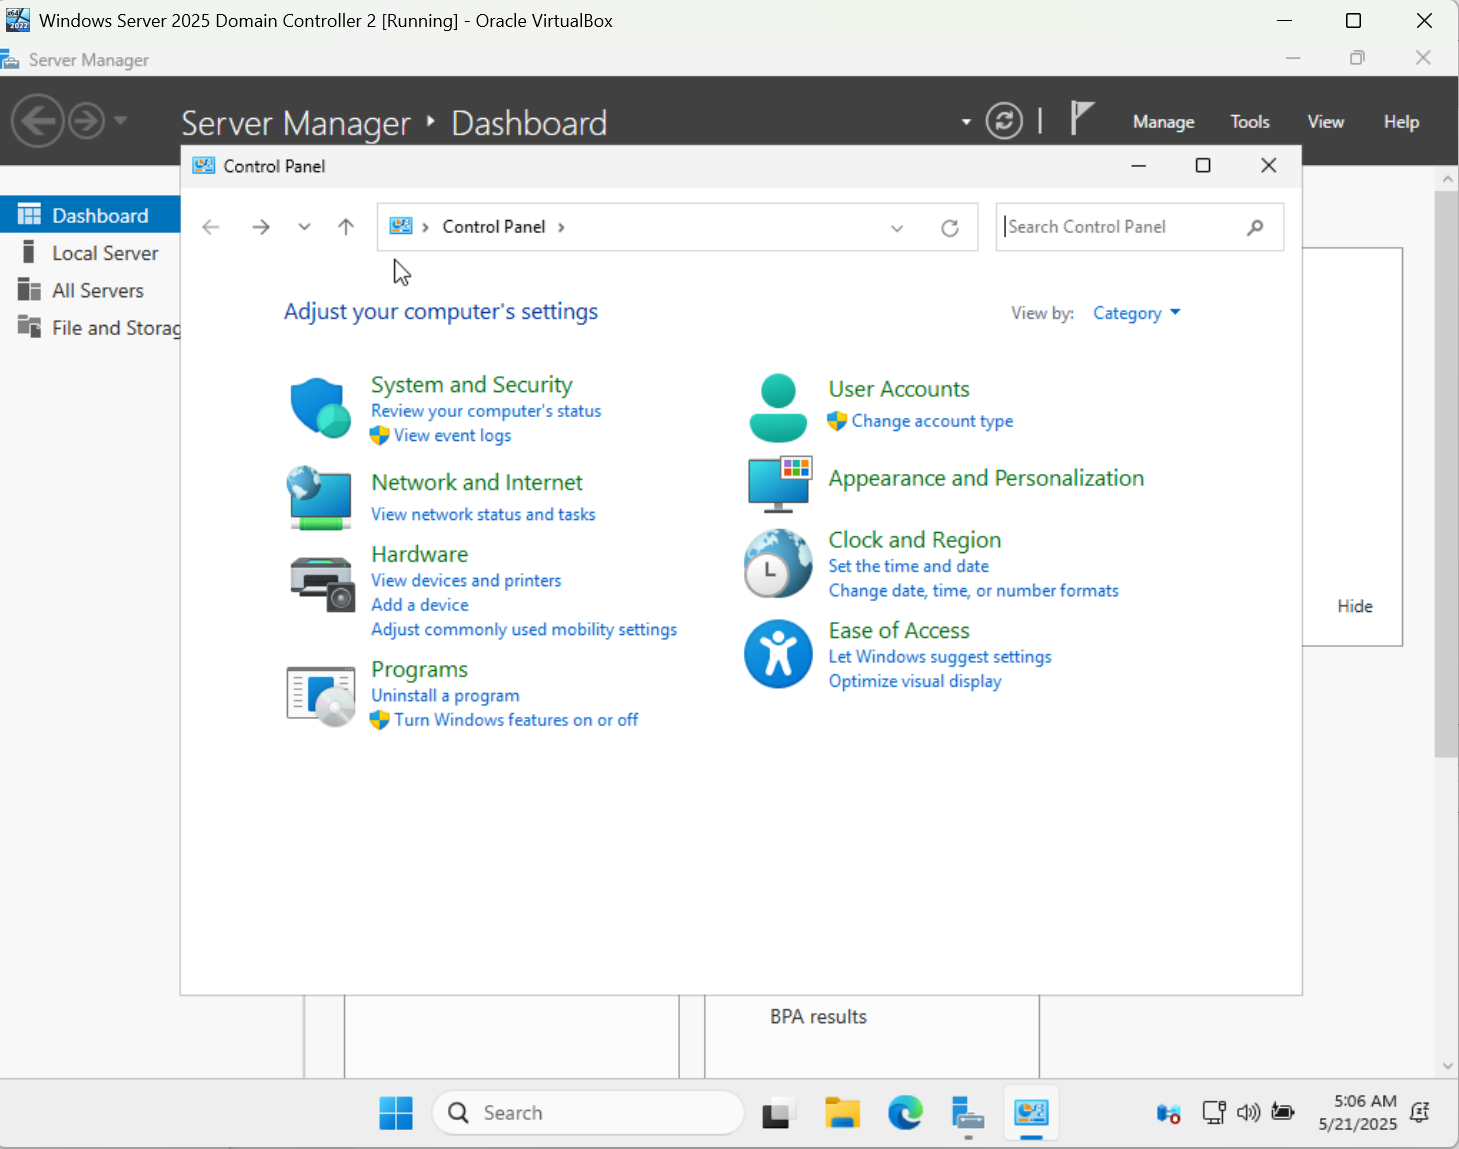 Windows Server 2025 Domain Controller 2 [Running] - Oracle VirtualBox
Server Manager
Server Manager ‣ Dashboard
Manage Tools View Help
Control Panel
Dashboard
Local Server
All Servers
File and Storag
Control Panel
Search Control Panel
Adjust your computer's settings
View by: Category
System and Security
Review your computer's status
View event logs
Network and Internet
View network status and tasks
Hardware
View devices and printers
Add a device
Adjust commonly used mobility settings
Programs
Uninstall a program
Turn Windows features on or off
User Accounts
Change account type
Appearance and Personalization
Clock and Region
Set the time and date
Change date, time, or number formats
Ease of Access
Let Windows suggest settings
Optimize visual display
Hide
BPA results
Search
5:06 AM
5/21/2025